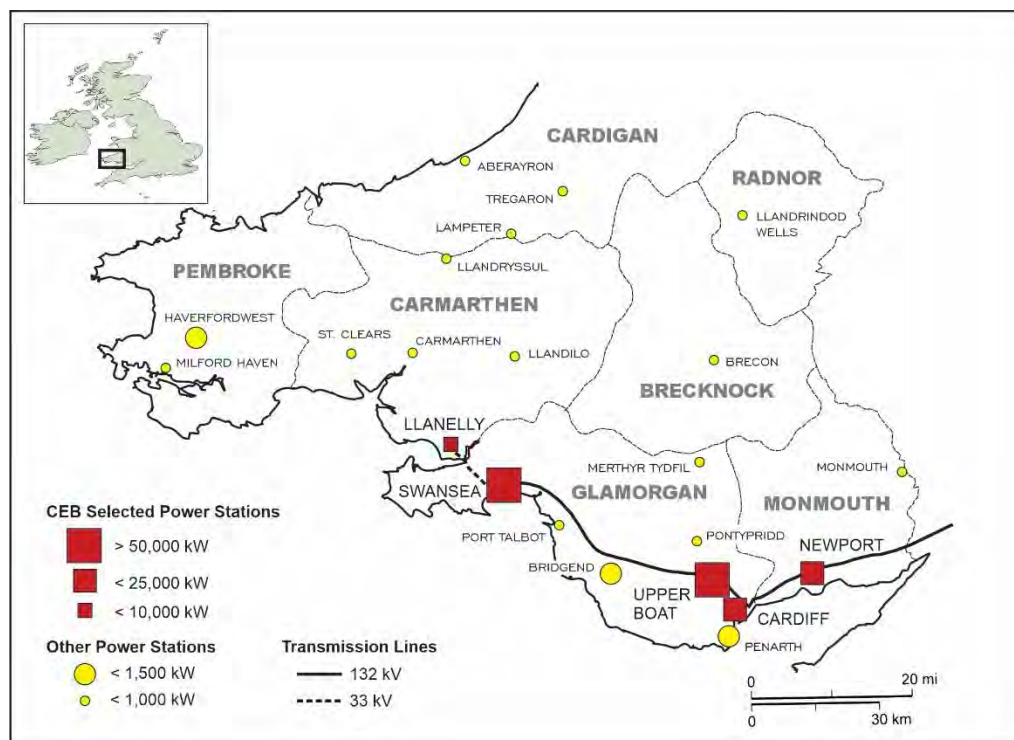 CARDIGAN
ABERAYRON
TREGARON
RADNOR
LLANDRINDOD
WELLS
LAMPETER
LLANDRYSSUL
PEMBROKE
CARMARTHEN
HAVERFORDWEST
MILFORD HAVEN
ST. CLEARS
CARMARTHEN
LLANDILO
BRECON
BRECKNOCK
LLANELLY
SWANSEA
MERTHYR TYDFIL
GLAMORGAN
MONMOUTH
MONMOUTH
PORT TALBOT
PONTYPRIDD
NEWPORT
BRIDGEND
UPPER
BOAT
CARDIFF
PENARTH
CEB Selected Power Stations
> 50,000 kW
< 25,000 kW
< 10,000 kW
Other Power Stations
< 1,500 kW
< 1,000 kW
Transmission Lines
132 kV
33 kV
0 20 mi
0 30 km